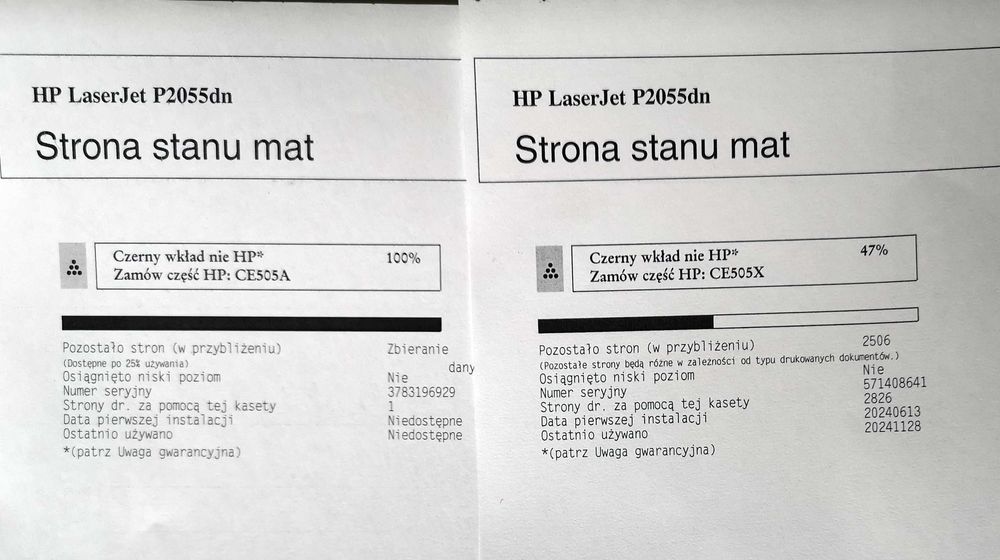 HP LaserJet P2055dn
Strona stanu mat
Czerny wkład nie HP* 100%
Zamów część HP: CE505A
Pozostało stron (w przybliżeniu) Zbieranie
(Dostępne po 25% używania) dany
Osiągnięto niski poziom Nie
Numer seryjny 3783196929
Strony dr. za pomocą tej kasety 1
Data pierwszej instalacji Niedostępne
Ostatnio używano Niedostępne
*(patrz Uwaga gwarancyjna)
HP LaserJet P2055dn
Strona stanu mat
Czerny wkład nie HP* 47%
Zamów część HP: CE505X
Pozostało stron (w przybliżeniu) 2506
(Pozostałe strony będą różne w zależności od typu drukowanych dokumentów.)
Osiągnięto niski poziom Nie
Numer seryjny 571408641
Strony dr. za pomocą tej kasety 2826
Data pierwszej instalacji 20240613
Ostatnio używano 20241128
*(patrz Uwaga gwarancyjna)